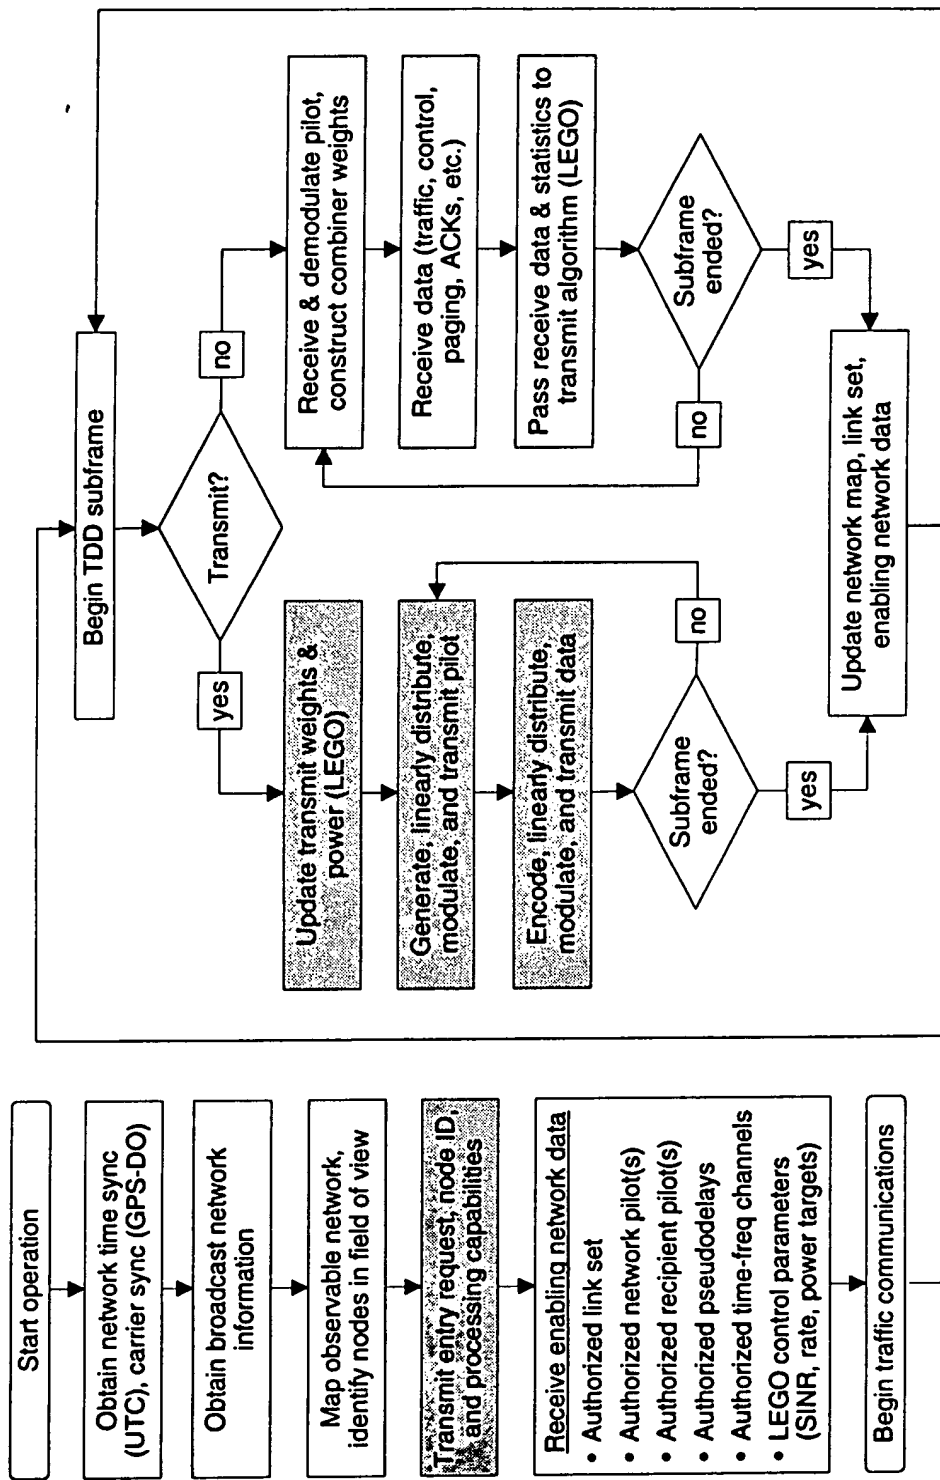 Start operation
Obtain network time sync
(UTC), carrier sync (GPS-DO)
Obtain broadcast network
information
Map observable network,
identify nodes in field of view
Transmit entry request, node ID,
and processing capabilities
Receive enabling network data
• Authorized link set
• Authorized network pilot(s)
• Authorized recipient pilot(s)
• Authorized pseudodelays
• Authorized time-freq channels
• LEGO control parameters
(SINR, rate, power targets)
Begin traffic communications
Begin TDD subframe
Transmit?
yes
no
Update transmit weights &
power (LEGO)
Generate, linearly distribute,
modulate, and transmit pilot
Encode, linearly distribute,
modulate, and transmit data
Subframe
ended?
no
yes
Receive & demodulate pilot,
construct combiner weights
Receive data (traffic, control,
paging, ACKs, etc.)
Pass receive data & statistics to
transmit algorithm (LEGO)
Subframe
ended?
no
yes
Update network map, link set,
enabling network data